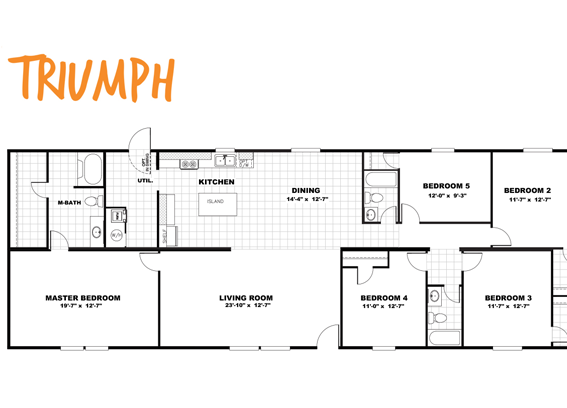 TRIUMPH
OPT.
UTIL.
KITCHEN
ISLAND
DINING
14'-4" x 12'-7"
BEDROOM 5
12'-0" x 9'-3"
BEDROOM 2
11'-7" x 12'-7"
M-BATH
W/H
SHELF
MASTER BEDROOM
19'-7" x 12'-7"
LIVING ROOM
23'-10" x 12'-7"
BEDROOM 4
11'-0" x 12'-7"
BEDROOM 3
11'-7" x 12'-7"